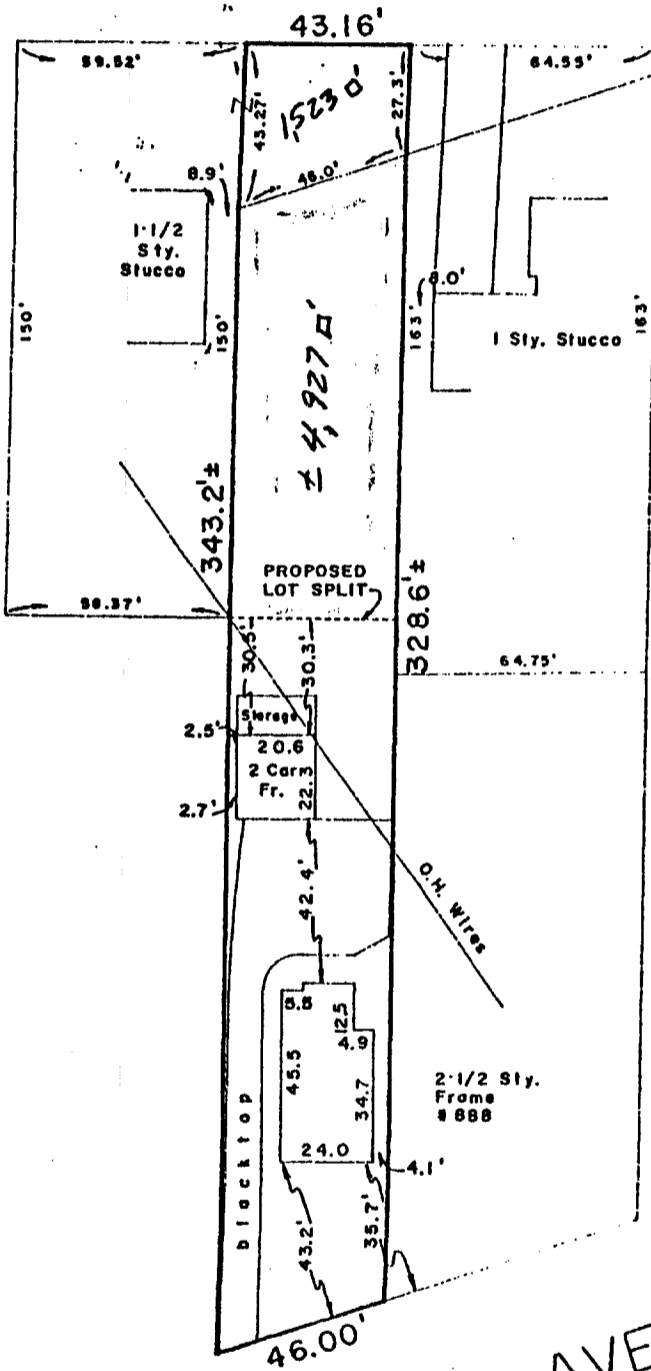 43.16'
59.52'
64.55'
43.27'
1,523 □'
27.3'
46.0'
8.9'
1-1/2
Sty.
Stucco
8.0'
1 Sty. Stucco
150'
150'
163'
163'
± 4,927 □'
343.2'±
328.6'±
PROPOSED
LOT SPLIT
58.37'
64.75'
30.5'
30.3'
Storage
2.5'
20.6
2 Car
Fr.
22.3
2.7'
42.4'
O.H. Wires
5.8
12.5
4.9
45.5
34.7
2-1/2 Sty.
Frame
# 888
24.0
4.1'
blacktop
43.2'
35.7'
46.00'
AVE